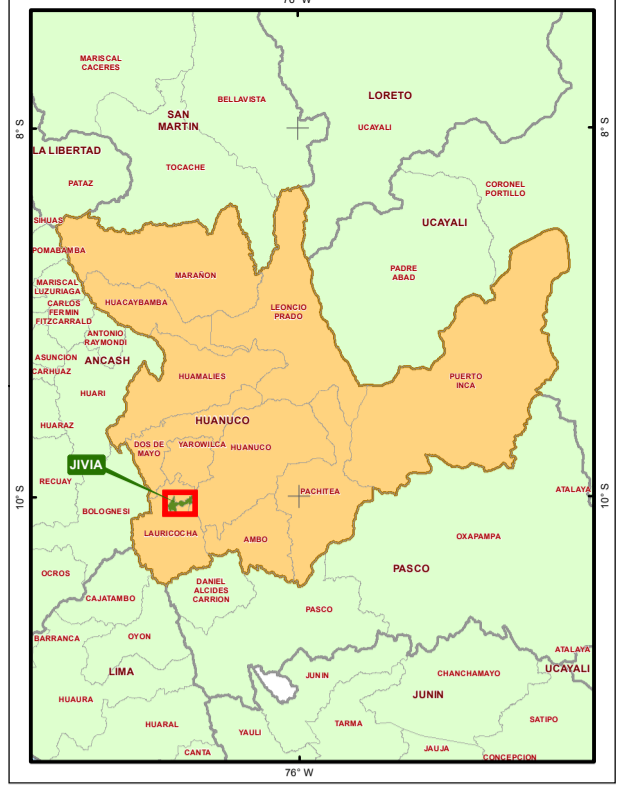 76° W
MARISCAL
CACERES
BELLAVISTA
LORETO
SAN
MARTIN
UCAYALI
8° S
8° S
LA LIBERTAD
TOCACHE
PATAZ
CORONEL
PORTILLO
SIHUAS
UCAYALI
POMABAMBA
PADRE
ABAD
MARAÑON
MARISCAL
LUZURIAGA
HUACAYBAMBA
CARLOS
FERMIN
FITZCARRALD
LEONCIO
PRADO
ANTONIO
RAYMONDI
ASUNCION
ANCASH
CARHUAZ
HUAMALIES
PUERTO
INCA
HUARI
HUANUCO
HUARAZ
DOS DE
MAYO
YAROWILCA
HUANUCO
JIVIA
RECUAY
PACHITEA
ATALAYA
10° S
10° S
BOLOGNESI
LAURICOCHA
AMBO
OXAPAMPA
PASCO
OCROS
DANIEL
ALCIDES
CARRION
CAJATAMBO
PASCO
BARRANCA
OYON
ATALAYA
UCAYALI
LIMA
JUNIN
CHANCHAMAYO
JUNIN
HUAURA
SATIPO
HUARAL
TARMA
YAULI
CANTA
JAUJA
CONCEPCION
76° W